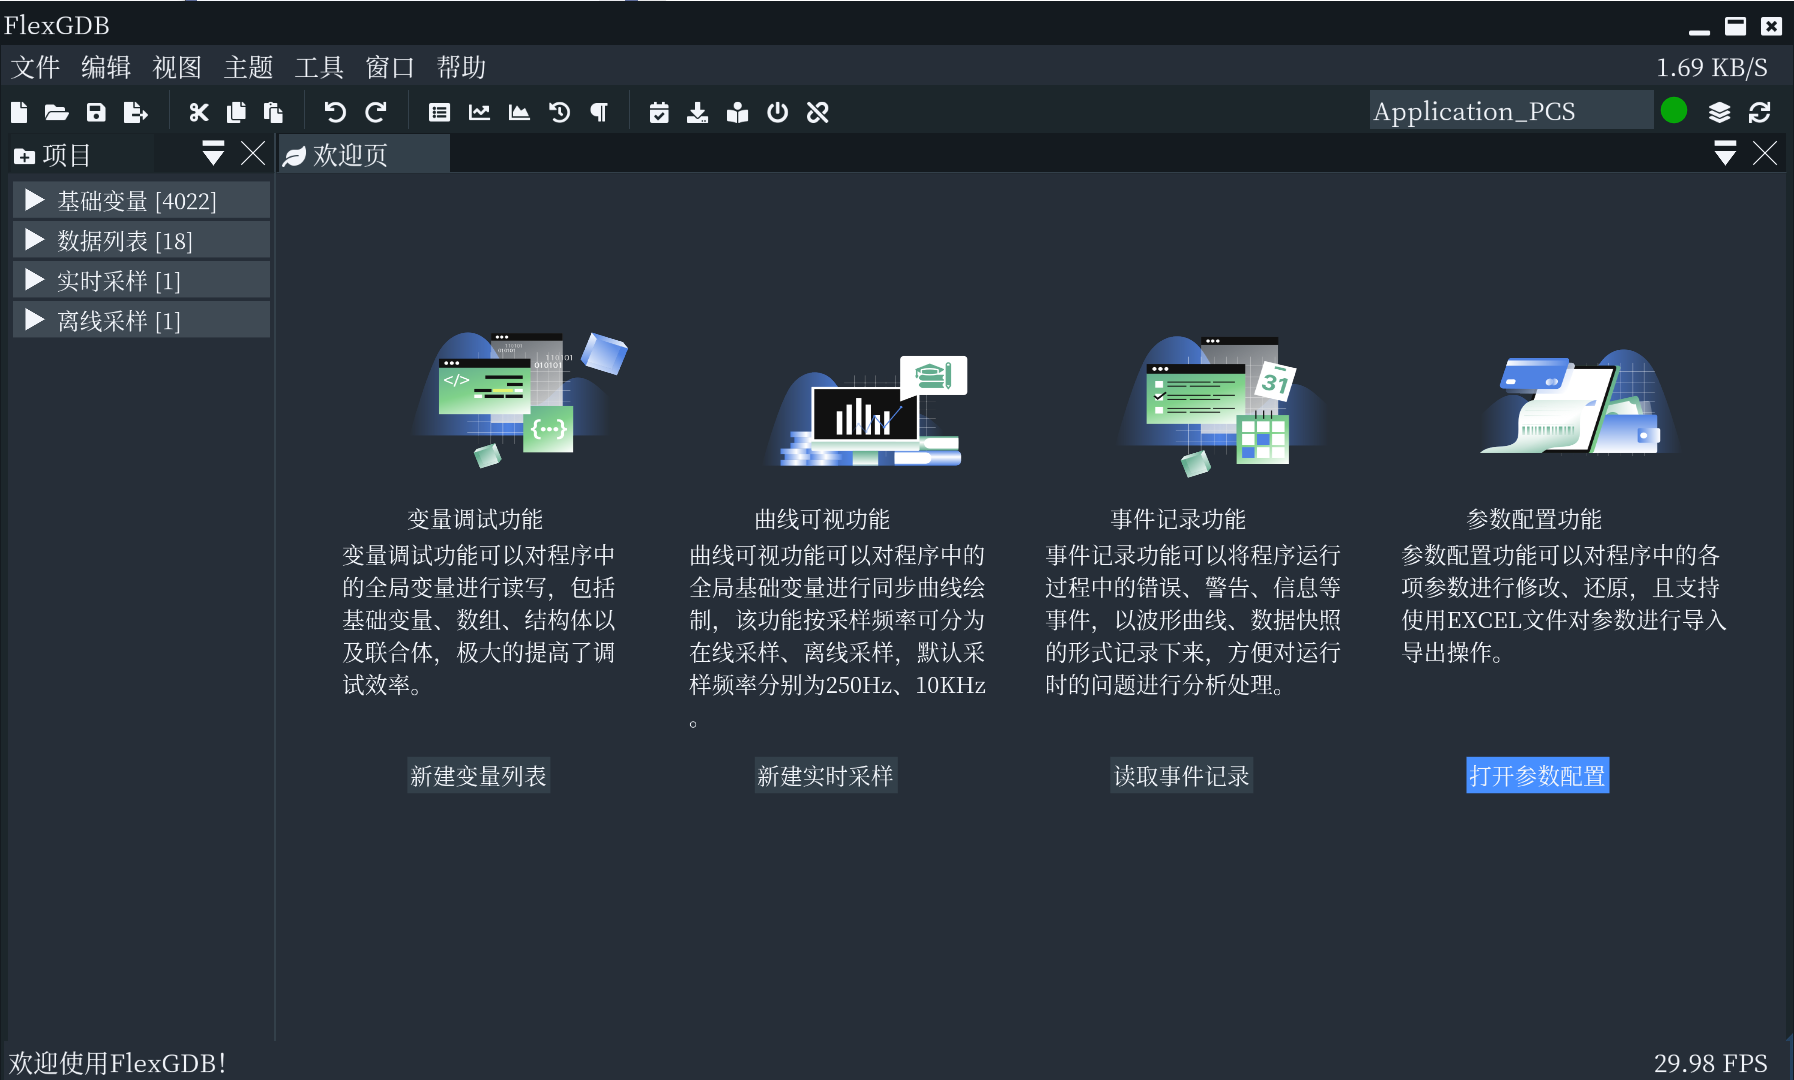 FlexGDB
文件 编辑 视图 主题 工具 窗口 帮助
1.69 KB/S
Application_PCS
项目
欢迎页
基础变量 [4022]
数据列表 [18]
实时采样 [1]
离线采样 [1]
110101
010101
110101
010101
</>
{...}
31
变量调试功能
变量调试功能可以对程序中
的全局变量进行读写，包括
基础变量、数组、结构体以
及联合体，极大的提高了调
试效率。
新建变量列表
曲线可视功能
曲线可视功能可以对程序中的
全局基础变量进行同步曲线绘
制，该功能按采样频率可分为
在线采样、离线采样，默认采
样频率分别为250Hz、10KHz
。
新建实时采样
事件记录功能
事件记录功能可以将程序运行
过程中的错误、警告、信息等
事件，以波形曲线、数据快照
的形式记录下来，方便对运行
时的问题进行分析处理。
读取事件记录
参数配置功能
参数配置功能可以对程序中的各
项参数进行修改、还原，且支持
使用EXCEL文件对参数进行导入
导出操作。
打开参数配置
欢迎使用FlexGDB！
29.98 FPS